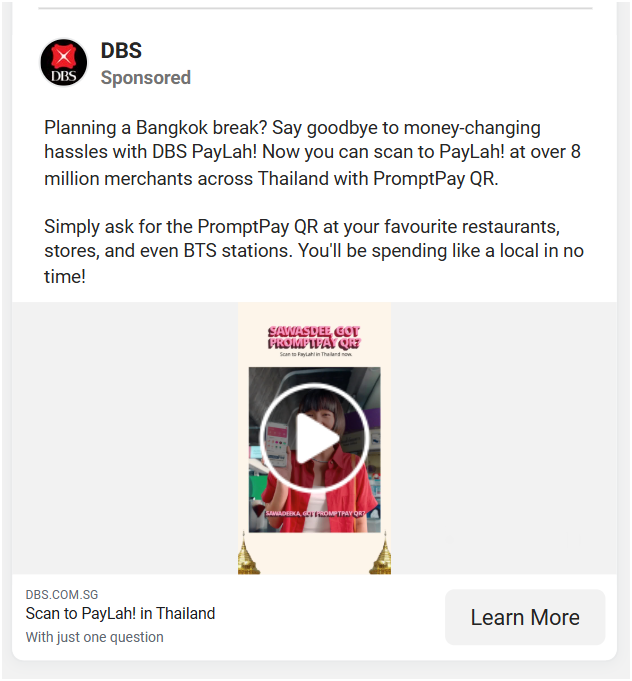 DBS
DBS
Sponsored
Planning a Bangkok break? Say goodbye to money-changing
hassles with DBS PayLah! Now you can scan to PayLah! at over 8
million merchants across Thailand with PromptPay QR.
Simply ask for the PromptPay QR at your favourite restaurants,
stores, and even BTS stations. You'll be spending like a local in no
time!
SAWASDEE, GOT
PROMPTPAY QR?
Scan to PayLah! in Thailand now.
SAWADEEKA, GOT PROMPTPAY QR?
DBS.COM.SG
Scan to PayLah! in Thailand
With just one question
Learn More